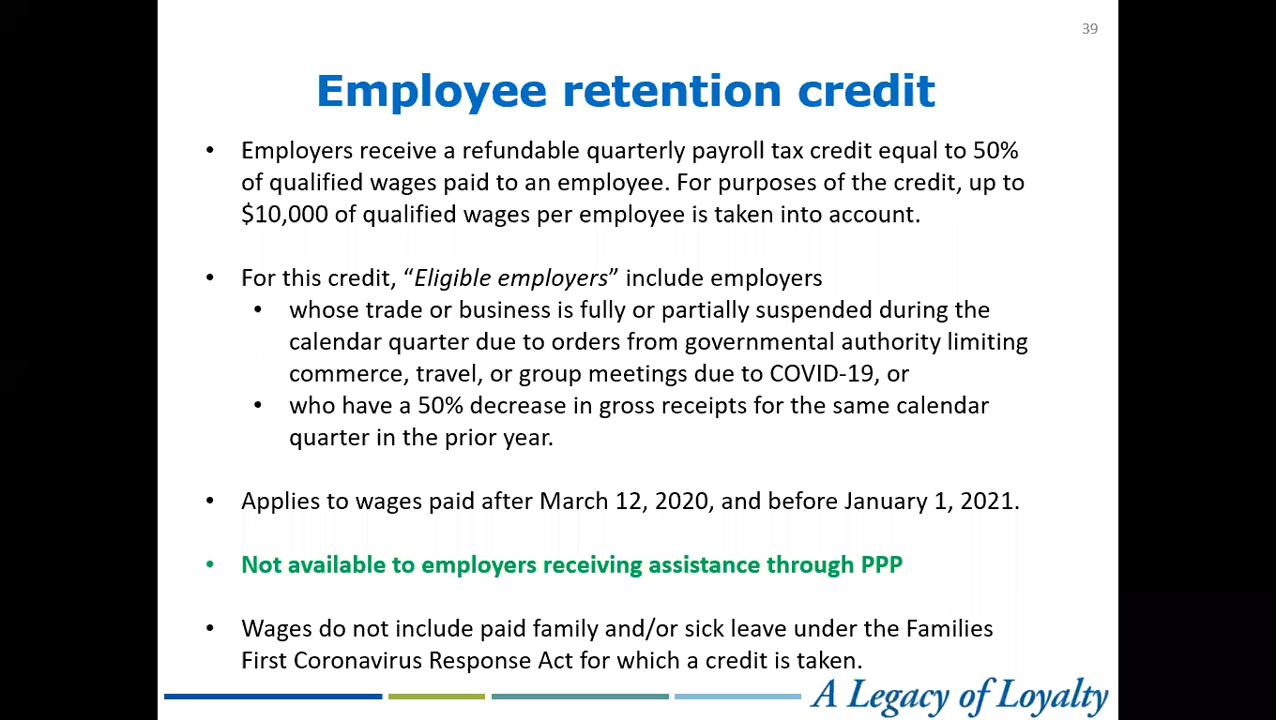 39
Employee retention credit
• Employers receive a refundable quarterly payroll tax credit equal to 50%
of qualified wages paid to an employee. For purposes of the credit, up to
$10,000 of qualified wages per employee is taken into account.
• For this credit, “Eligible employers” include employers
• whose trade or business is fully or partially suspended during the
calendar quarter due to orders from governmental authority limiting
commerce, travel, or group meetings due to COVID-19, or
• who have a 50% decrease in gross receipts for the same calendar
quarter in the prior year.
• Applies to wages paid after March 12, 2020, and before January 1, 2021.
• Not available to employers receiving assistance through PPP
• Wages do not include paid family and/or sick leave under the Families
First Coronavirus Response Act for which a credit is taken.
A Legacy of Loyalty